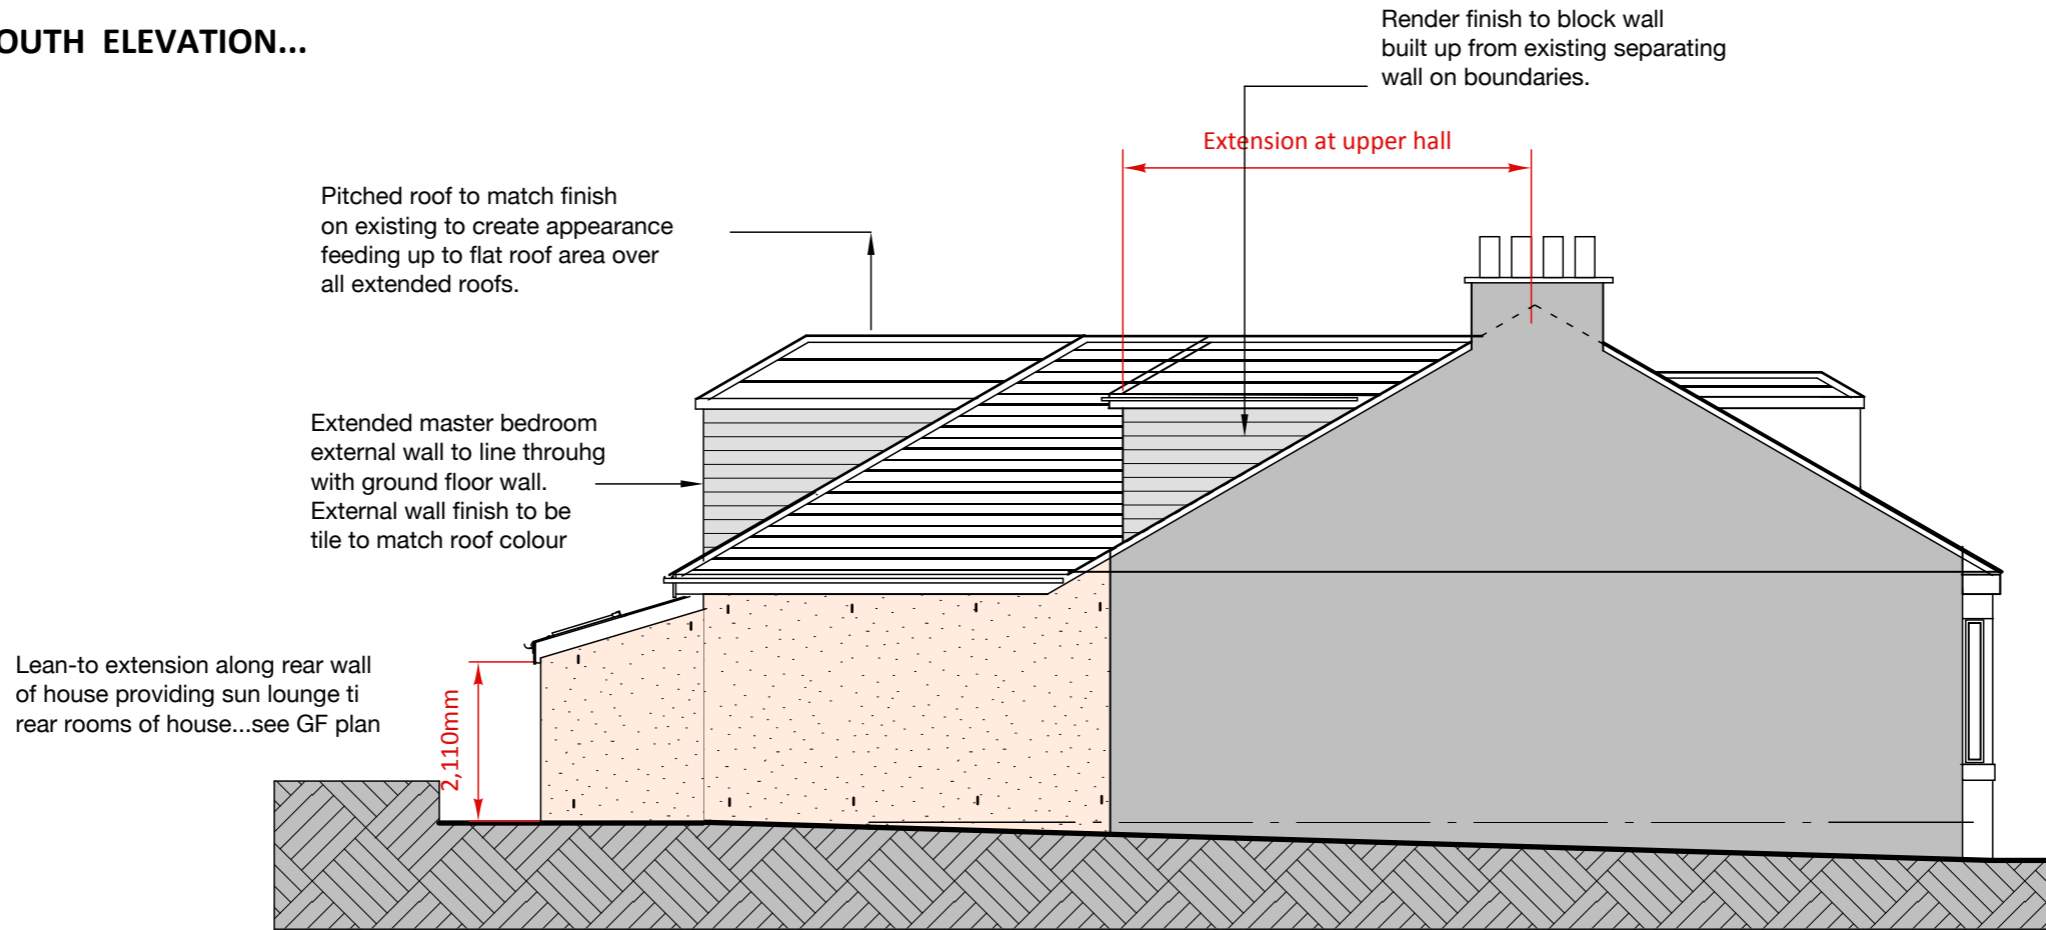 OUTH ELEVATION...
Render finish to block wall
built up from existing separating
wall on boundaries.
Extension at upper hall
Pitched roof to match finish
on existing to create appearance
feeding up to flat roof area over
all extended roofs.
Extended master bedroom
external wall to line throuhg
with ground floor wall.
External wall finish to be
tile to match roof colour
Lean-to extension along rear wall
of house providing sun lounge ti
rear rooms of house...see GF plan
2,110mm